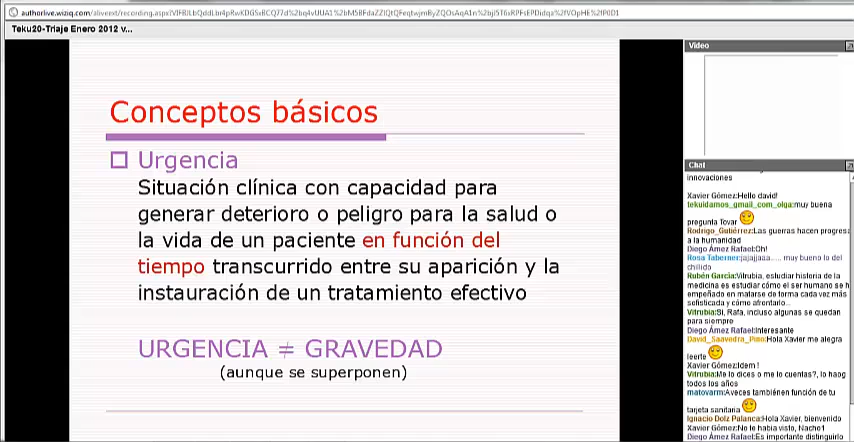 authorlive.wiziq.com/aliveext/recording.aspx?
Teku20-Triaje Enero 2012 v...
Conceptos básicos
Urgencia
Situación clínica con capacidad para
generar deterioro o peligro para la salud o
la vida de un paciente en función del
tiempo transcurrido entre su aparición y la
instauración de un tratamiento efectivo
URGENCIA ≠ GRAVEDAD
(aunque se superponen)
Video
Chat
innovaciones
Xavier Gómez:Hello david!
tekuidamos_gmail_com_olga:muy buena
pregunta Tovar
Rodrigo_Gutiérrez:Las guerras hacen progres
a la humanidad
Diego Ámez Rafael:Oh!
Rosa Taberner:jajajjaaa..... muy bueno lo del
chillido
Rubén García:Vitrubia, estudiar historia de la
medicina es estudiar cómo el ser humano se h
empeñado en matarse de forma cada vez más
sofisticada y cómo afrontarlo...
Vitrubia:Sí, Rafa, incluso algunas se quedan
para siempre
Diego Ámez Rafael:Interesante
David_Saavedra_Pino:Hola Xavier me alegra
leerte
Xavier Gómez:Idem !
Vitrubia:Me lo dices o me lo cuentas?, lo haog
todos los años
matovarm:Aveces tambiénen función de tu
tarjeta sanitaria
Ignacio Dolz Palanca:Hola Xavier, bienvenido
Xavier Gómez:No te había visto, Nacho!
Diego Ámez Rafael:Es importante distinguirlo